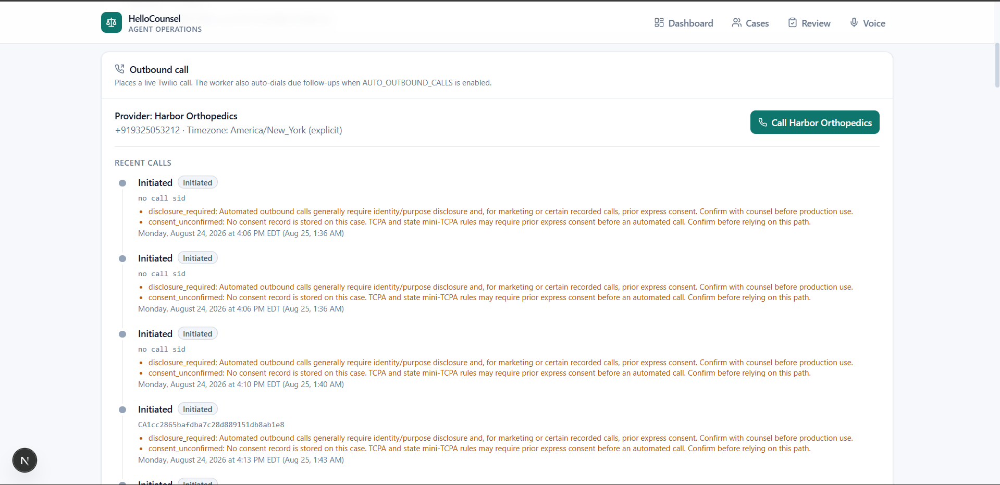 HelloCounsel
AGENT OPERATIONS
Dashboard
Cases
Review
Voice
Outbound call
Places a live Twilio call. The worker also auto-dials due follow-ups when AUTO_OUTBOUND_CALLS is enabled.
Provider: Harbor Orthopedics
+919325053212 · Timezone: America/New_York (explicit)
Call Harbor Orthopedics
RECENT CALLS
Initiated Initiated
no call sid
• disclosure_required: Automated outbound calls generally require identity/purpose disclosure and, for marketing or certain recorded calls, prior express consent. Confirm with counsel before production use.
• consent_unconfirmed: No consent record is stored on this case. TCPA and state mini-TCPA rules may require prior express consent before an automated call. Confirm before relying on this path.
Monday, August 24, 2026 at 4:06 PM EDT (Aug 25, 1:36 AM)
Initiated Initiated
no call sid
• disclosure_required: Automated outbound calls generally require identity/purpose disclosure and, for marketing or certain recorded calls, prior express consent. Confirm with counsel before production use.
• consent_unconfirmed: No consent record is stored on this case. TCPA and state mini-TCPA rules may require prior express consent before an automated call. Confirm before relying on this path.
Monday, August 24, 2026 at 4:06 PM EDT (Aug 25, 1:36 AM)
Initiated Initiated
no call sid
• disclosure_required: Automated outbound calls generally require identity/purpose disclosure and, for marketing or certain recorded calls, prior express consent. Confirm with counsel before production use.
• consent_unconfirmed: No consent record is stored on this case. TCPA and state mini-TCPA rules may require prior express consent before an automated call. Confirm before relying on this path.
Monday, August 24, 2026 at 4:10 PM EDT (Aug 25, 1:40 AM)
Initiated Initiated
CA1cc2865bafdba7c28d889151db8ab1e8
• disclosure_required: Automated outbound calls generally require identity/purpose disclosure and, for marketing or certain recorded calls, prior express consent. Confirm with counsel before production use.
• consent_unconfirmed: No consent record is stored on this case. TCPA and state mini-TCPA rules may require prior express consent before an automated call. Confirm before relying on this path.
Monday, August 24, 2026 at 4:13 PM EDT (Aug 25, 1:43 AM)
Initiated Initiated
N